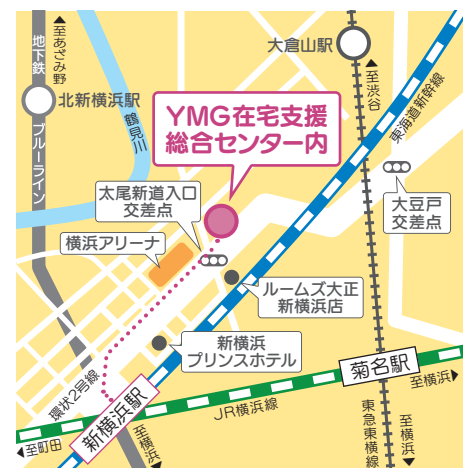 ▲至あざみ野
地下鉄
ブルーライン
北新横浜駅
鶴見川
大倉山駅
▲至渋谷
東海道新幹線
YMG在宅支援
総合センター内
太尾新道入口
交差点
大豆戸
交差点
横浜アリーナ
ルームズ大正
新横浜店
新横浜
プリンスホテル
環状2号線
新横浜駅
菊名駅
至横浜▶
JR横浜線
◀至町田
至横浜▼
東急東横線
至横浜▼